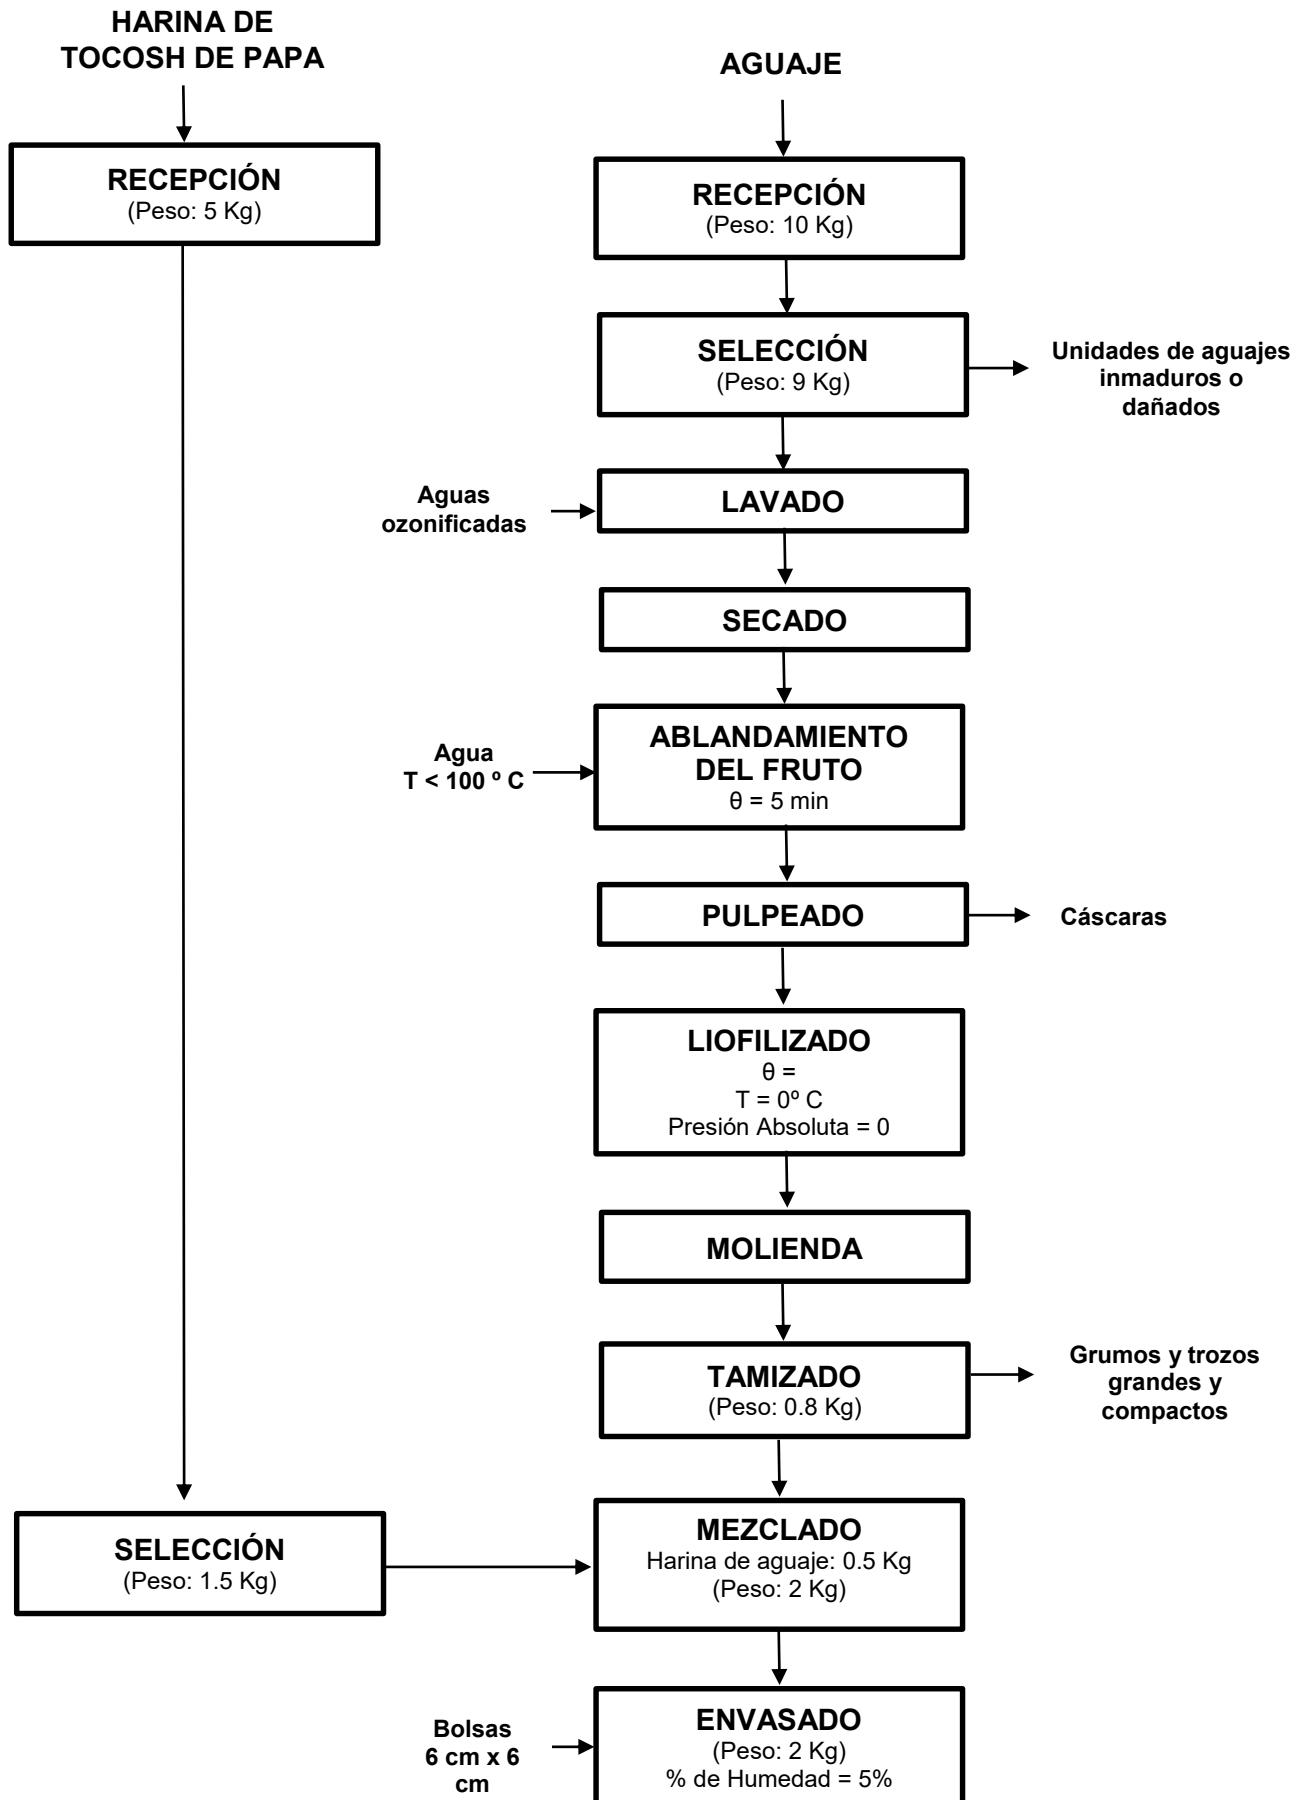 HARINA DE
TOCOSH DE PAPA
AGUAJE
RECEPCIÓN
(Peso: 5 Kg)
RECEPCIÓN
(Peso: 10 Kg)
SELECCIÓN
(Peso: 9 Kg)
Unidades de aguajes
inmaduros o
dañados
Aguas
ozonificadas
LAVADO
SECADO
Agua
T < 100 º C
ABLANDAMIENTO
DEL FRUTO
θ = 5 min
PULPEADO
Cáscaras
LIOFILIZADO
θ =
T = 0º C
Presión Absoluta = 0
MOLIENDA
TAMIZADO
(Peso: 0.8 Kg)
Grumos y trozos
grandes y
compactos
SELECCIÓN
(Peso: 1.5 Kg)
MEZCLADO
Harina de aguaje: 0.5 Kg
(Peso: 2 Kg)
Bolsas
6 cm x 6
cm
ENVASADO
(Peso: 2 Kg)
% de Humedad = 5%